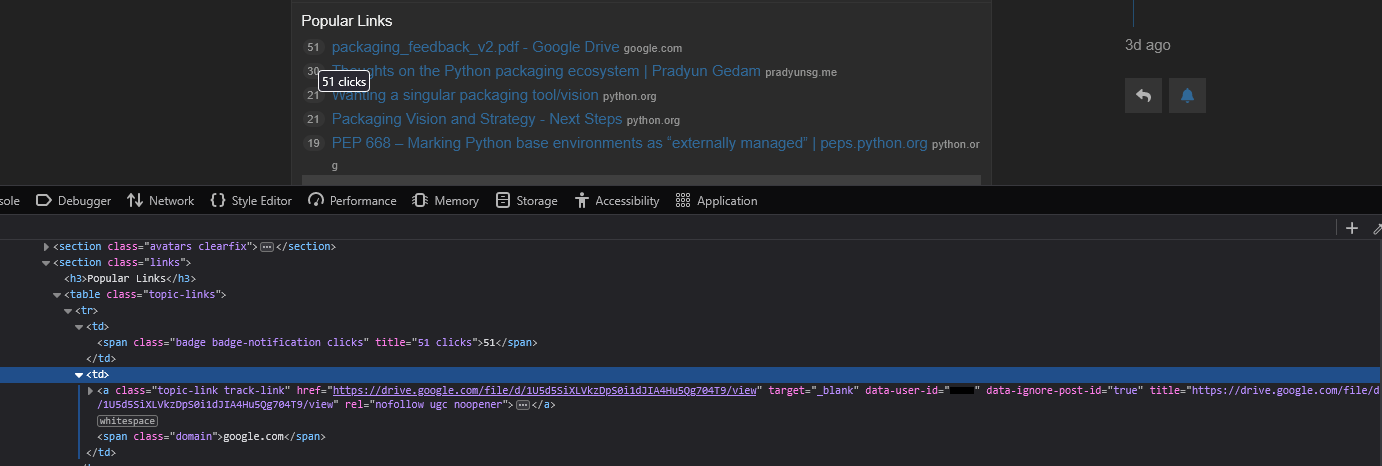 Popular Links
51 packaging_feedback_v2.pdf - Google Drive google.com
30 Thoughts on the Python packaging ecosystem | Pradyun Gedam pradyunsg.me
51 clicks
21 Wanting a singular packaging tool/vision python.org
21 Packaging Vision and Strategy - Next Steps python.org
19 PEP 668 – Marking Python base environments as “externally managed” | peps.python.org python.or
g
3d ago
sole Debugger Network Style Editor Performance Memory Storage Accessibility Application
<section class="avatars clearfix"></section>
<section class="links">
<h3>Popular Links</h3>
<table class="topic-links">
<tr>
<td>
<span class="badge badge-notification clicks" title="51 clicks">51</span>
</td>
<td>
<a class="topic-link track-link" href="https://drive.google.com/file/d/1U5d5SiXLVkzDpS0i1dJIA4Hu5Qg704T9/view" target="_blank" data-user-id="" data-ignore-post-id="true" title="https://drive.google.com/file/d
/1U5d5SiXLVkzDpS0i1dJIA4Hu5Qg704T9/view" rel="nofollow ugc noopener"></a>
whitespace
<span class="domain">google.com</span>
</td>